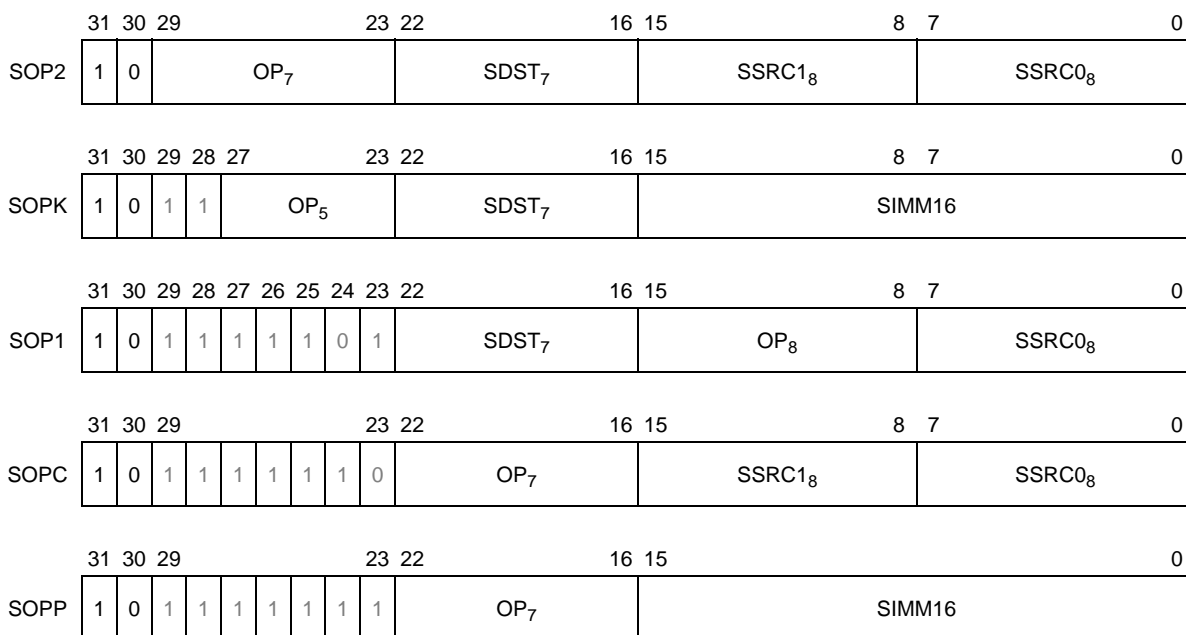 31 30 29 23 22 16 15 8 7 0
SOP2 1 0 OP7 SDST7 SSRC18 SSRC08
31 30 29 28 27 23 22 16 15 8 7 0
SOPK 1 0 1 1 OP5 SDST7 SIMM16
31 30 29 28 27 26 25 24 23 22 16 15 8 7 0
SOP1 1 0 1 1 1 1 1 0 1 SDST7 OP8 SSRC08
31 30 29 23 22 16 15 8 7 0
SOPC 1 0 1 1 1 1 1 1 0 OP7 SSRC18 SSRC08
31 30 29 23 22 16 15 0
SOPP 1 0 1 1 1 1 1 1 1 OP7 SIMM16